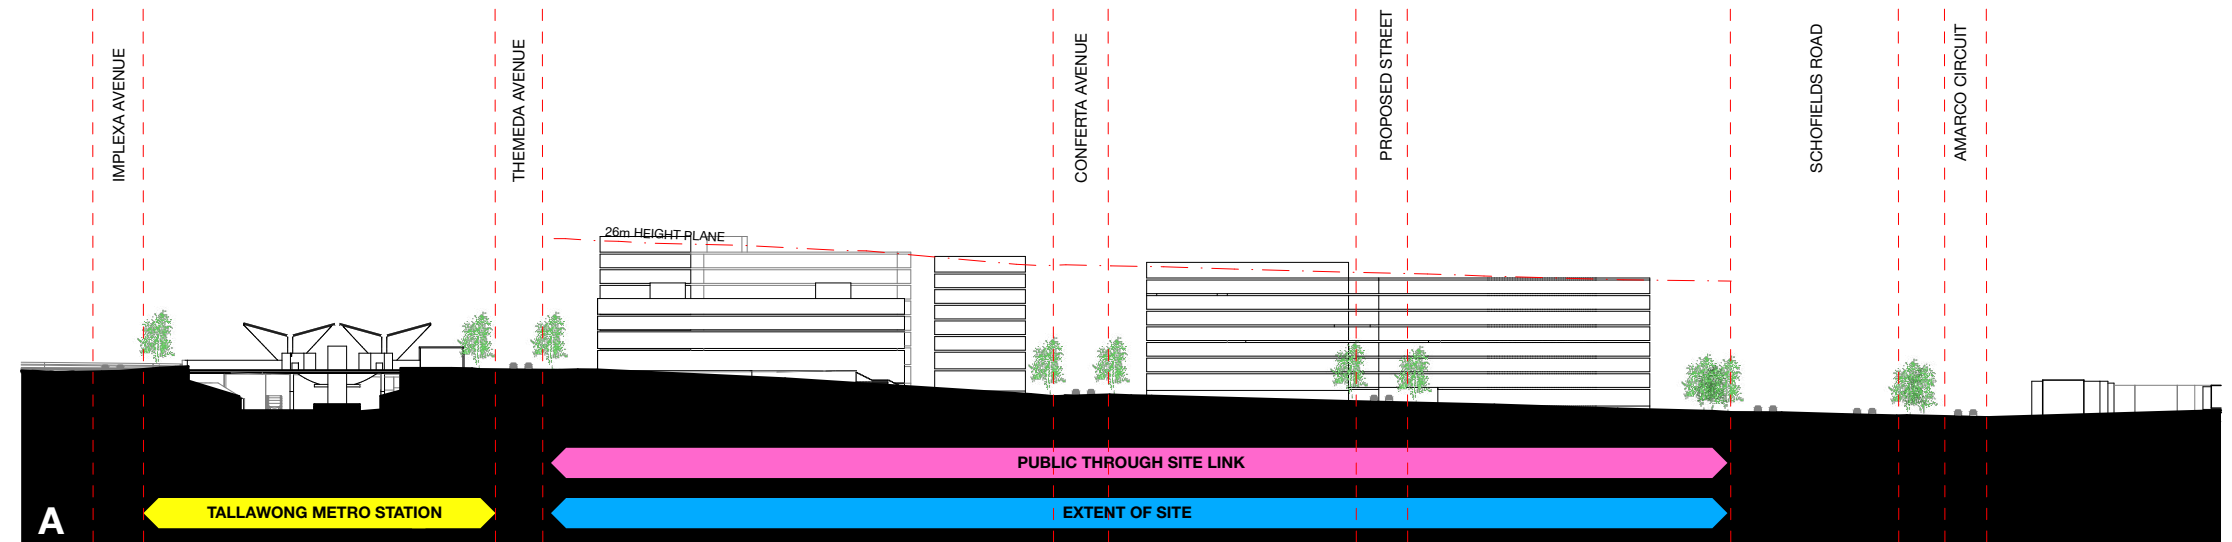 IMPLEXA AVENUE
THEMEDA AVENUE
CONFERTA AVENUE
PROPOSED STREET
SCHOFIELDS ROAD
AMARCO CIRCUIT
26m HEIGHT PLANE
PUBLIC THROUGH SITE LINK
A
TALLAWONG METRO STATION
EXTENT OF SITE